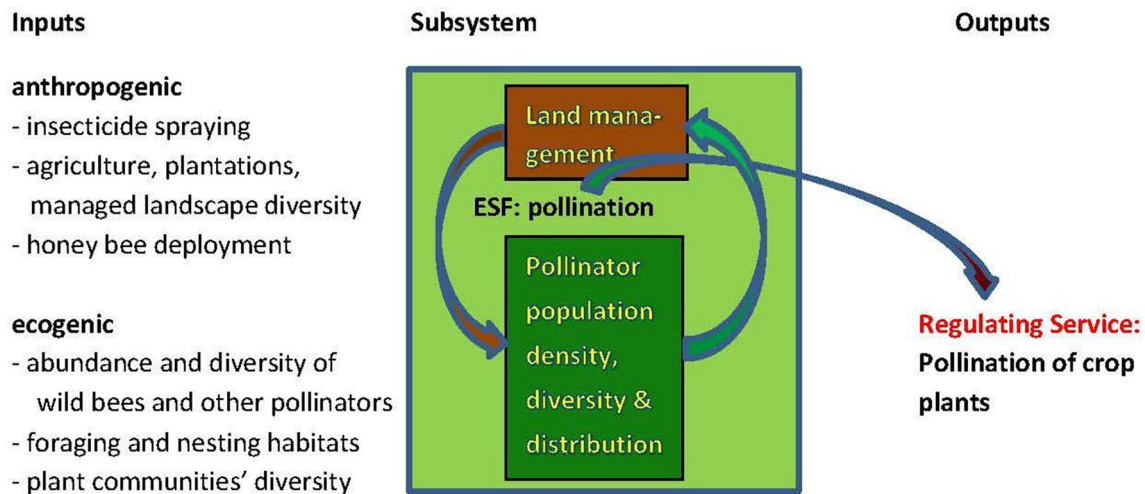 Inputs
anthropogenic
- insecticide spraying
- agriculture, plantations,
managed landscape diversity
- honey bee deployment
ecogenic
- abundance and diversity of
wild bees and other pollinators
- foraging and nesting habitats
- plant communities’ diversity
Subsystem
Land mana-
gement
ESF: pollination
Pollinator
population
density,
diversity &
distribution
Outputs
Regulating Service:
Pollination of crop
plants